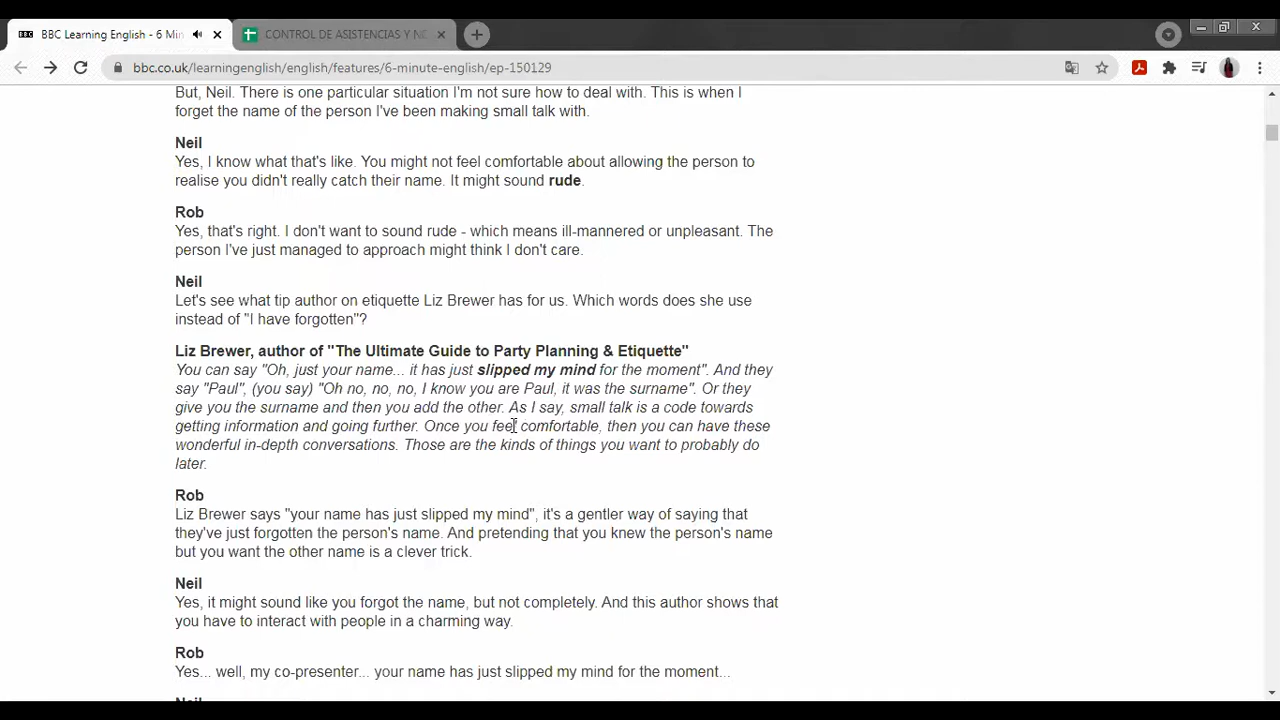 BBC Learning English - 6 Min
CONTROL DE ASISTENCIAS Y NO
bbc.co.uk/learningenglish/english/features/6-minute-english/ep-150129
But, Neil. There is one particular situation I'm not sure how to deal with. This is when I
forget the name of the person I've been making small talk with.
Neil
Yes, I know what that's like. You might not feel comfortable about allowing the person to
realise you didn't really catch their name. It might sound rude.
Rob
Yes, that's right. I don't want to sound rude - which means ill-mannered or unpleasant. The
person I've just managed to approach might think I don't care.
Neil
Let's see what tip author on etiquette Liz Brewer has for us. Which words does she use
instead of "I have forgotten"?
Liz Brewer, author of "The Ultimate Guide to Party Planning & Etiquette"
You can say "Oh, just your name... it has just slipped my mind for the moment". And they
say "Paul", (you say) "Oh no, no, no, I know you are Paul, it was the surname". Or they
give you the surname and then you add the other. As I say, small talk is a code towards
getting information and going further. Once you feel comfortable, then you can have these
wonderful in-depth conversations. Those are the kinds of things you want to probably do
later.
Rob
Liz Brewer says "your name has just slipped my mind", it's a gentler way of saying that
they've just forgotten the person's name. And pretending that you knew the person's name
but you want the other name is a clever trick.
Neil
Yes, it might sound like you forgot the name, but not completely. And this author shows that
you have to interact with people in a charming way.
Rob
Yes... well, my co-presenter... your name has just slipped my mind for the moment...
Neil